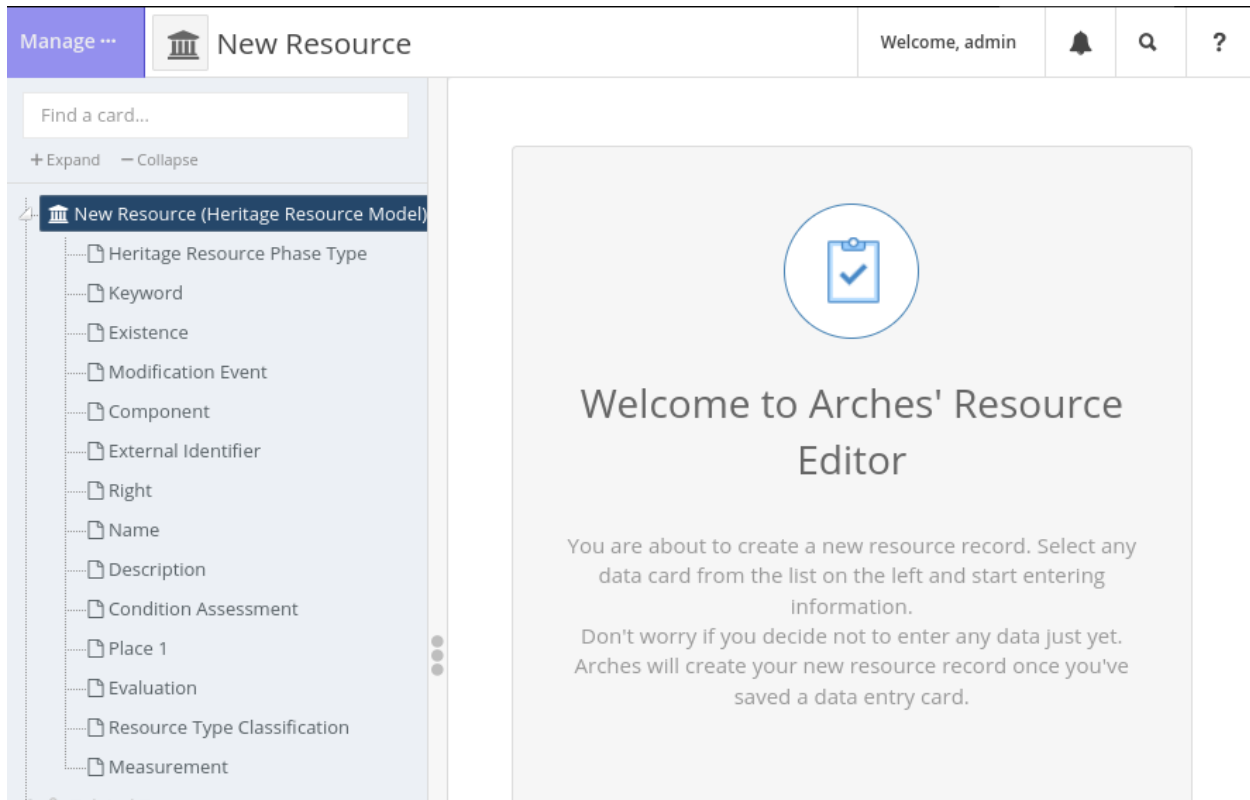 Manage ···
New Resource
Welcome, admin
?
Find a card...
+ Expand
− Collapse
New Resource (Heritage Resource Model)
Heritage Resource Phase Type
Keyword
Existence
Modification Event
Component
External Identifier
Right
Name
Description
Condition Assessment
Place 1
Evaluation
Resource Type Classification
Measurement
Welcome to Arches' Resource
Editor
You are about to create a new resource record. Select any
data card from the list on the left and start entering
information.
Don't worry if you decide not to enter any data just yet.
Arches will create your new resource record once you've
saved a data entry card.